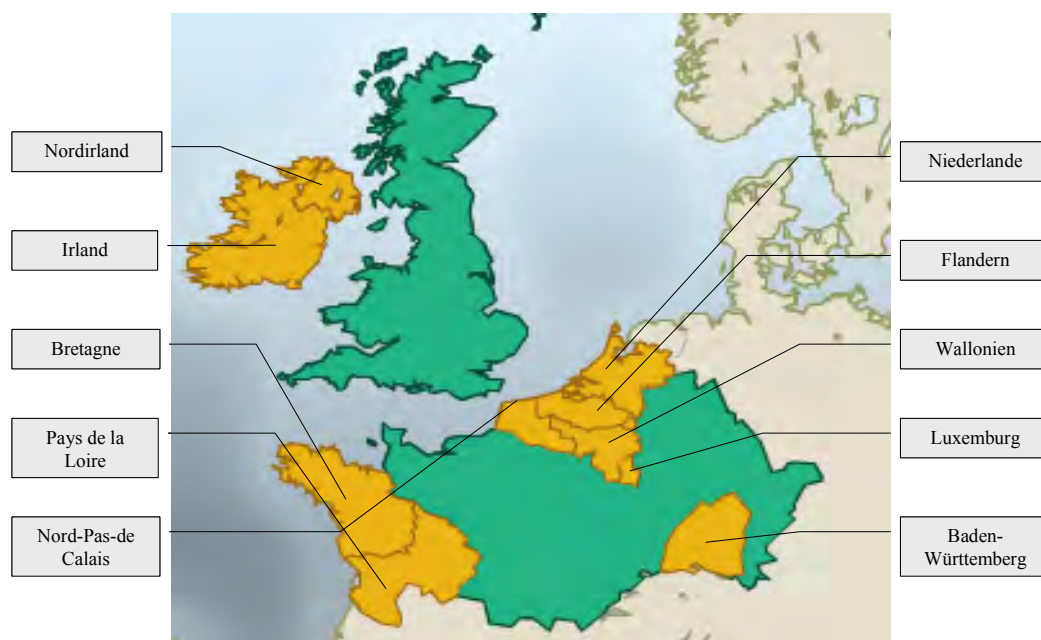 Nordirland
Irland
Bretagne
Pays de la
Loire
Nord-Pas-de
Calais
Niederlande
Flandern
Wallonien
Luxemburg
Baden-
Württemberg